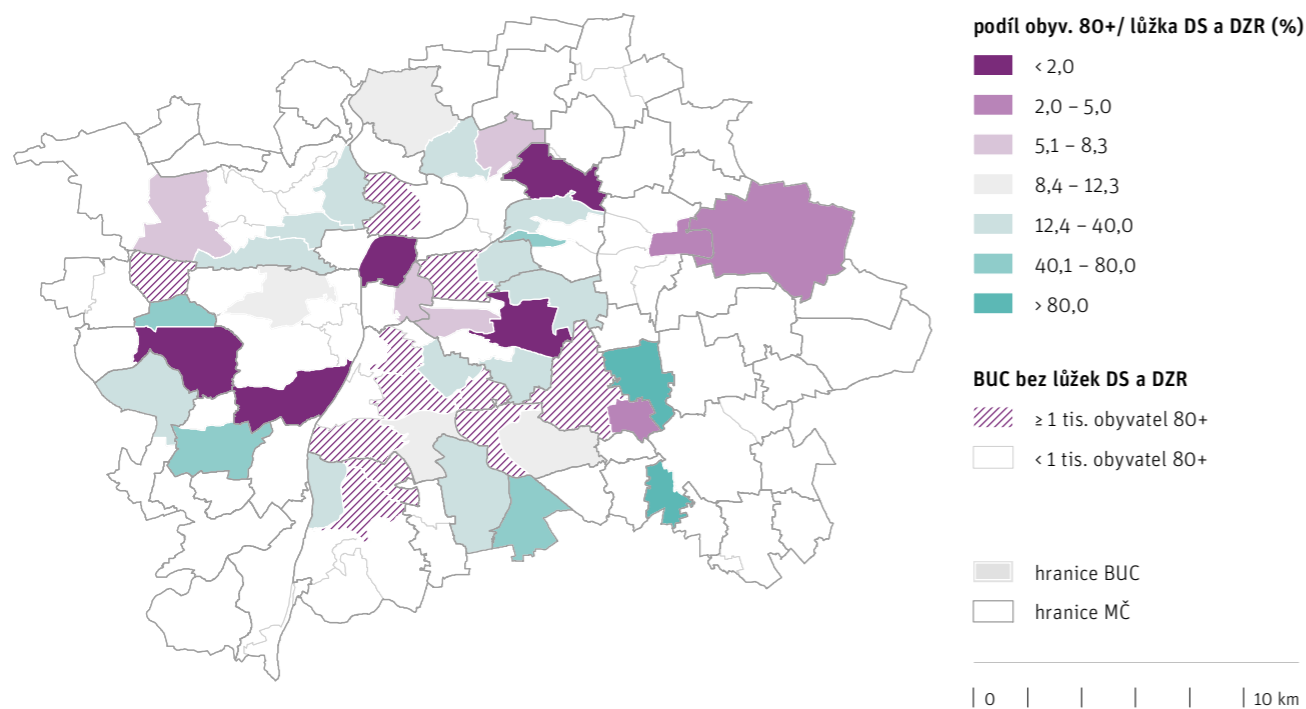 podíl obyv. 80+/ lůžka DS a DZR (%)
< 2,0
2,0 – 5,0
5,1 – 8,3
8,4 – 12,3
12,4 – 40,0
40,1 – 80,0
> 80,0
BUC bez lůžek DS a DZR
≥ 1 tis. obyvatel 80+
< 1 tis. obyvatel 80+
hranice BUC
hranice MČ
0 10 km